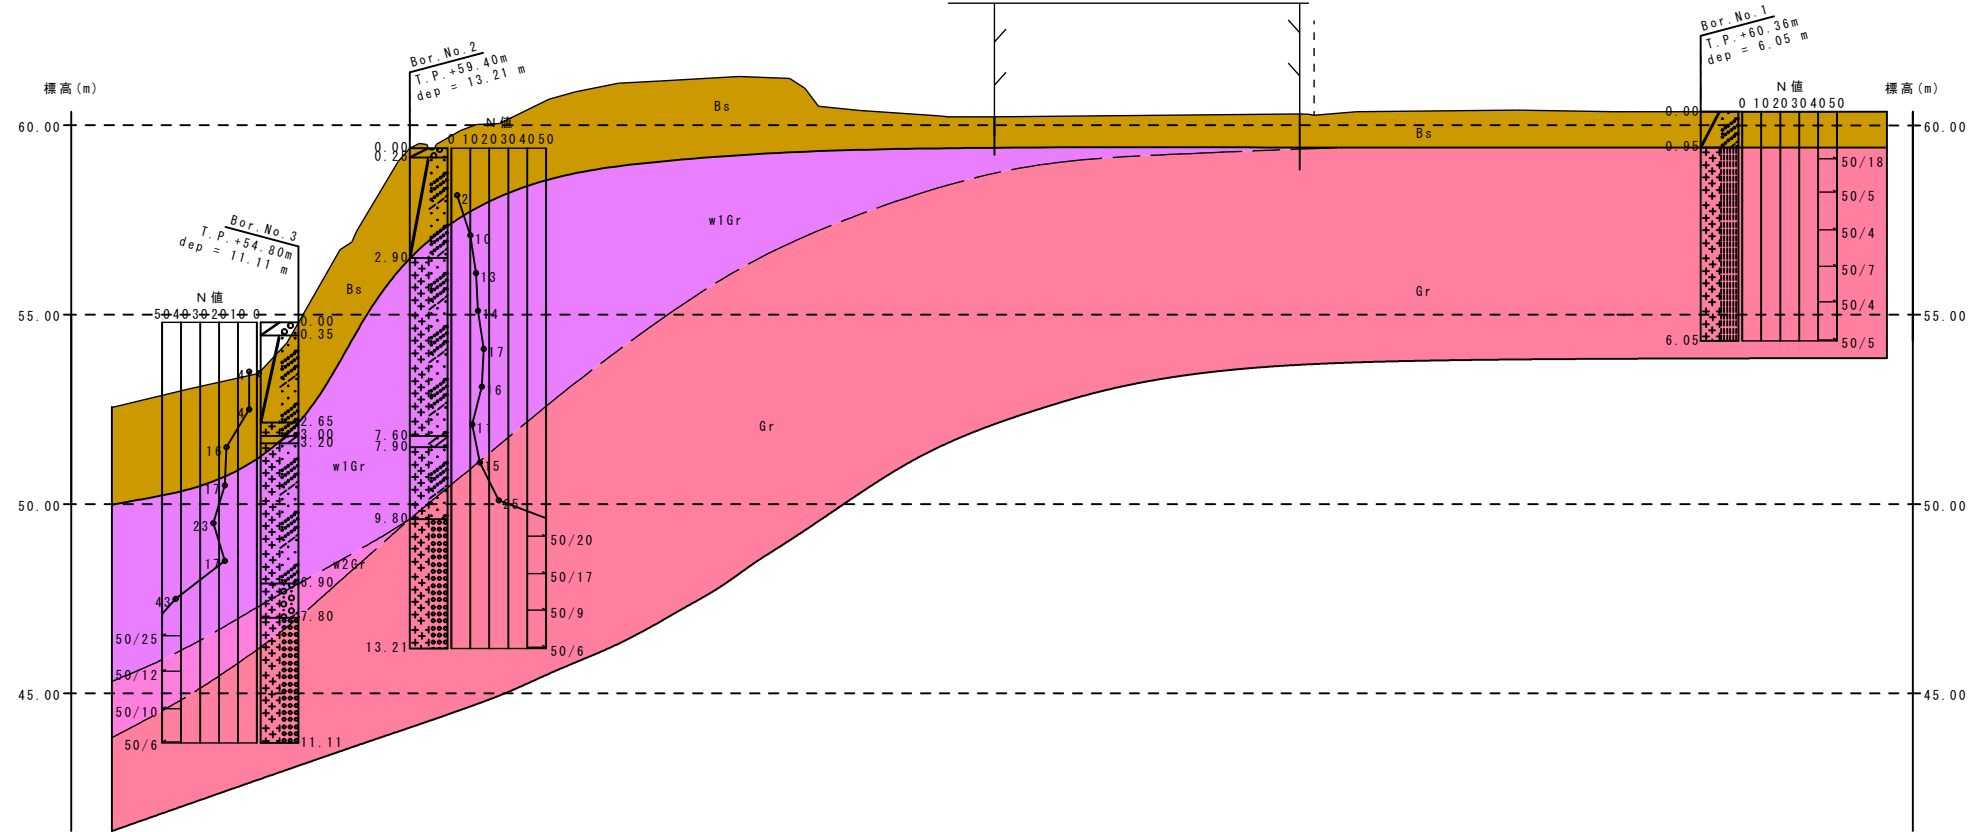 Bor.No.1
T.P.+60.36m
dep = 6.05 m
Bor.No.2
T.P.+59.40m
dep = 13.21 m
標高(m)
N値
標高(m)
0 10 20 30 40 50
0.00
Bs
60.00
N値
60.00
Bs
0 10 20 30 40 50
0.00
0.95
0.25
50/18
2
50/5
Bor.No.3
T.P.+54.80m
dep = 11.11 m
w1Gr
10
50/4
2.90
13
50/7
Bs
Gr
N値
50 40 30 20 10 0
50/4
55.00
14
55.00
0.00
0.35
6.05
50/5
17
4
16
4
2.65
Gr
11
3.00
7.60
3.20
7.90
16
w1Gr
15
17
50.00
25
50.00
9.80
23
50/20
17
w2Gr
50/17
6.90
43
50/9
7.80
50/25
13.21
50/6
50/12
45.00
45.00
50/10
50/6
11.11